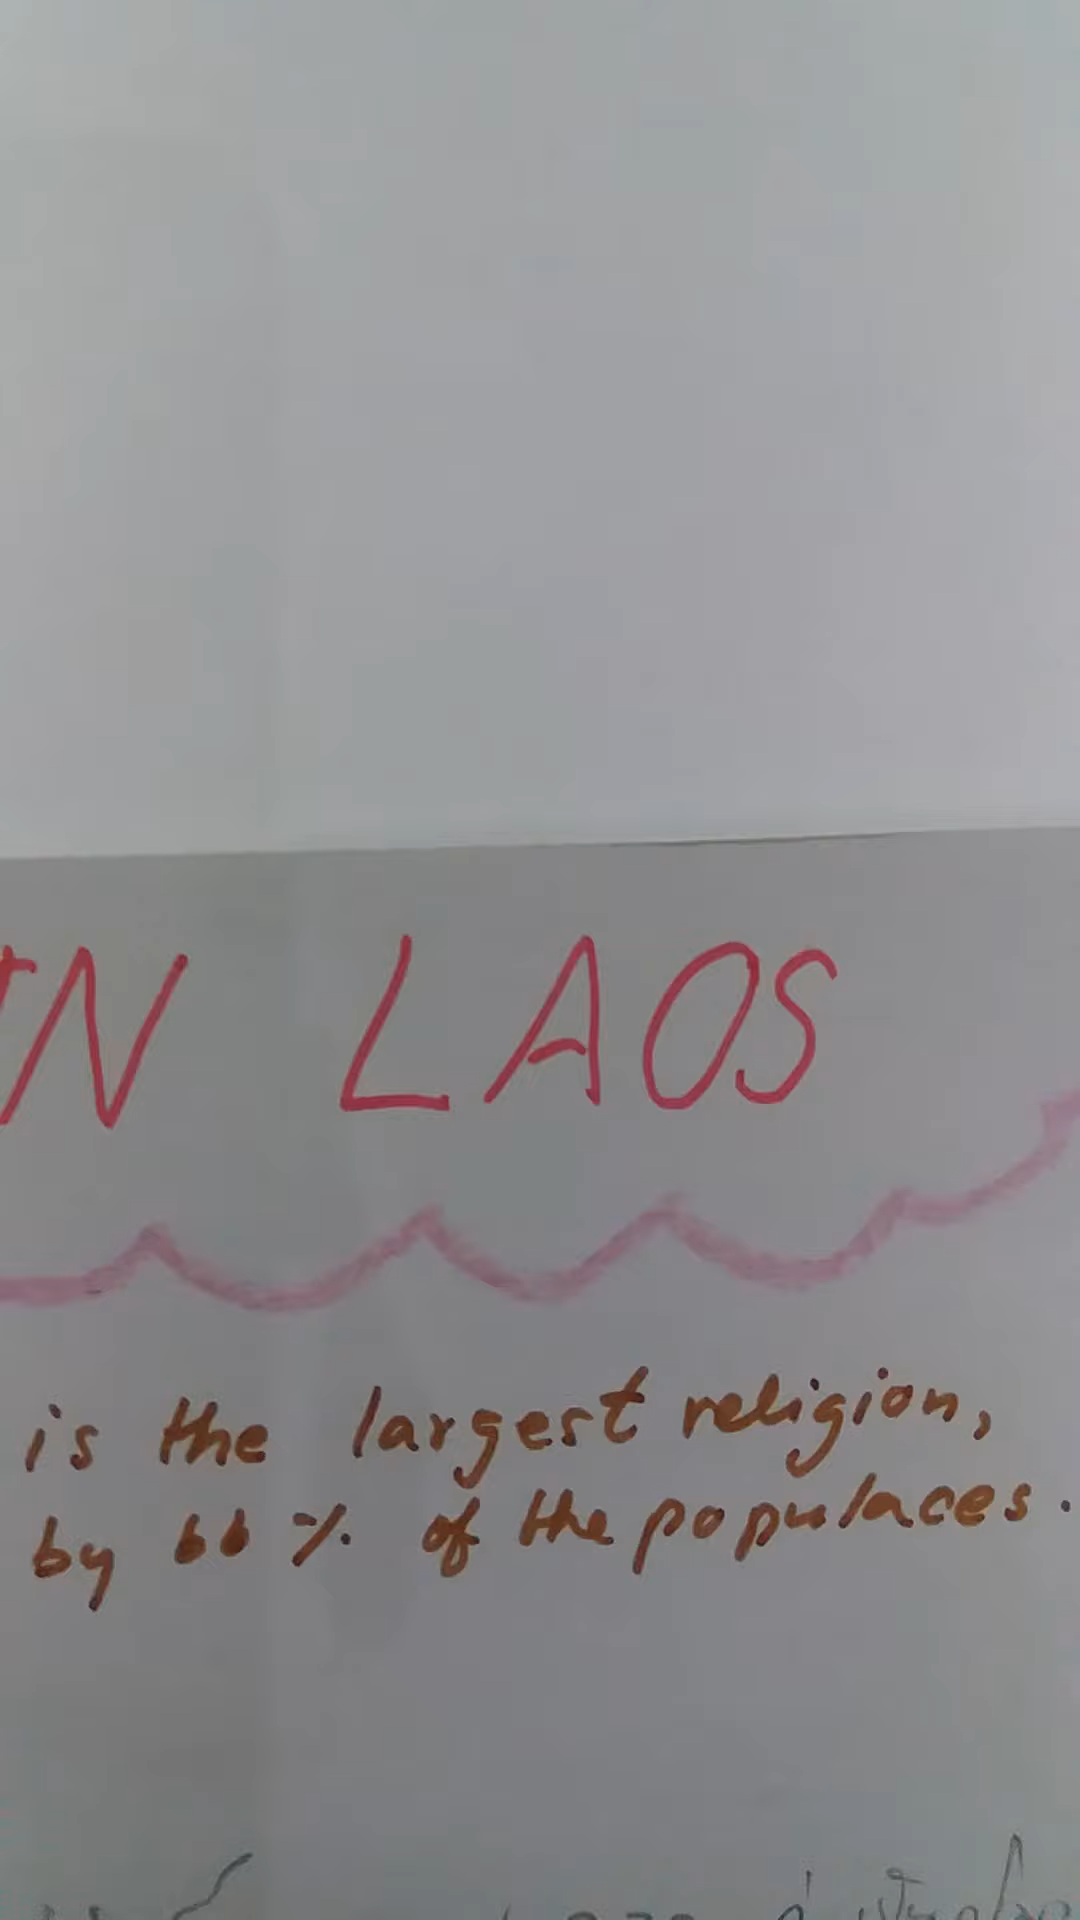 IN LAOS
is the largest religion,
by 66% of the populaces.